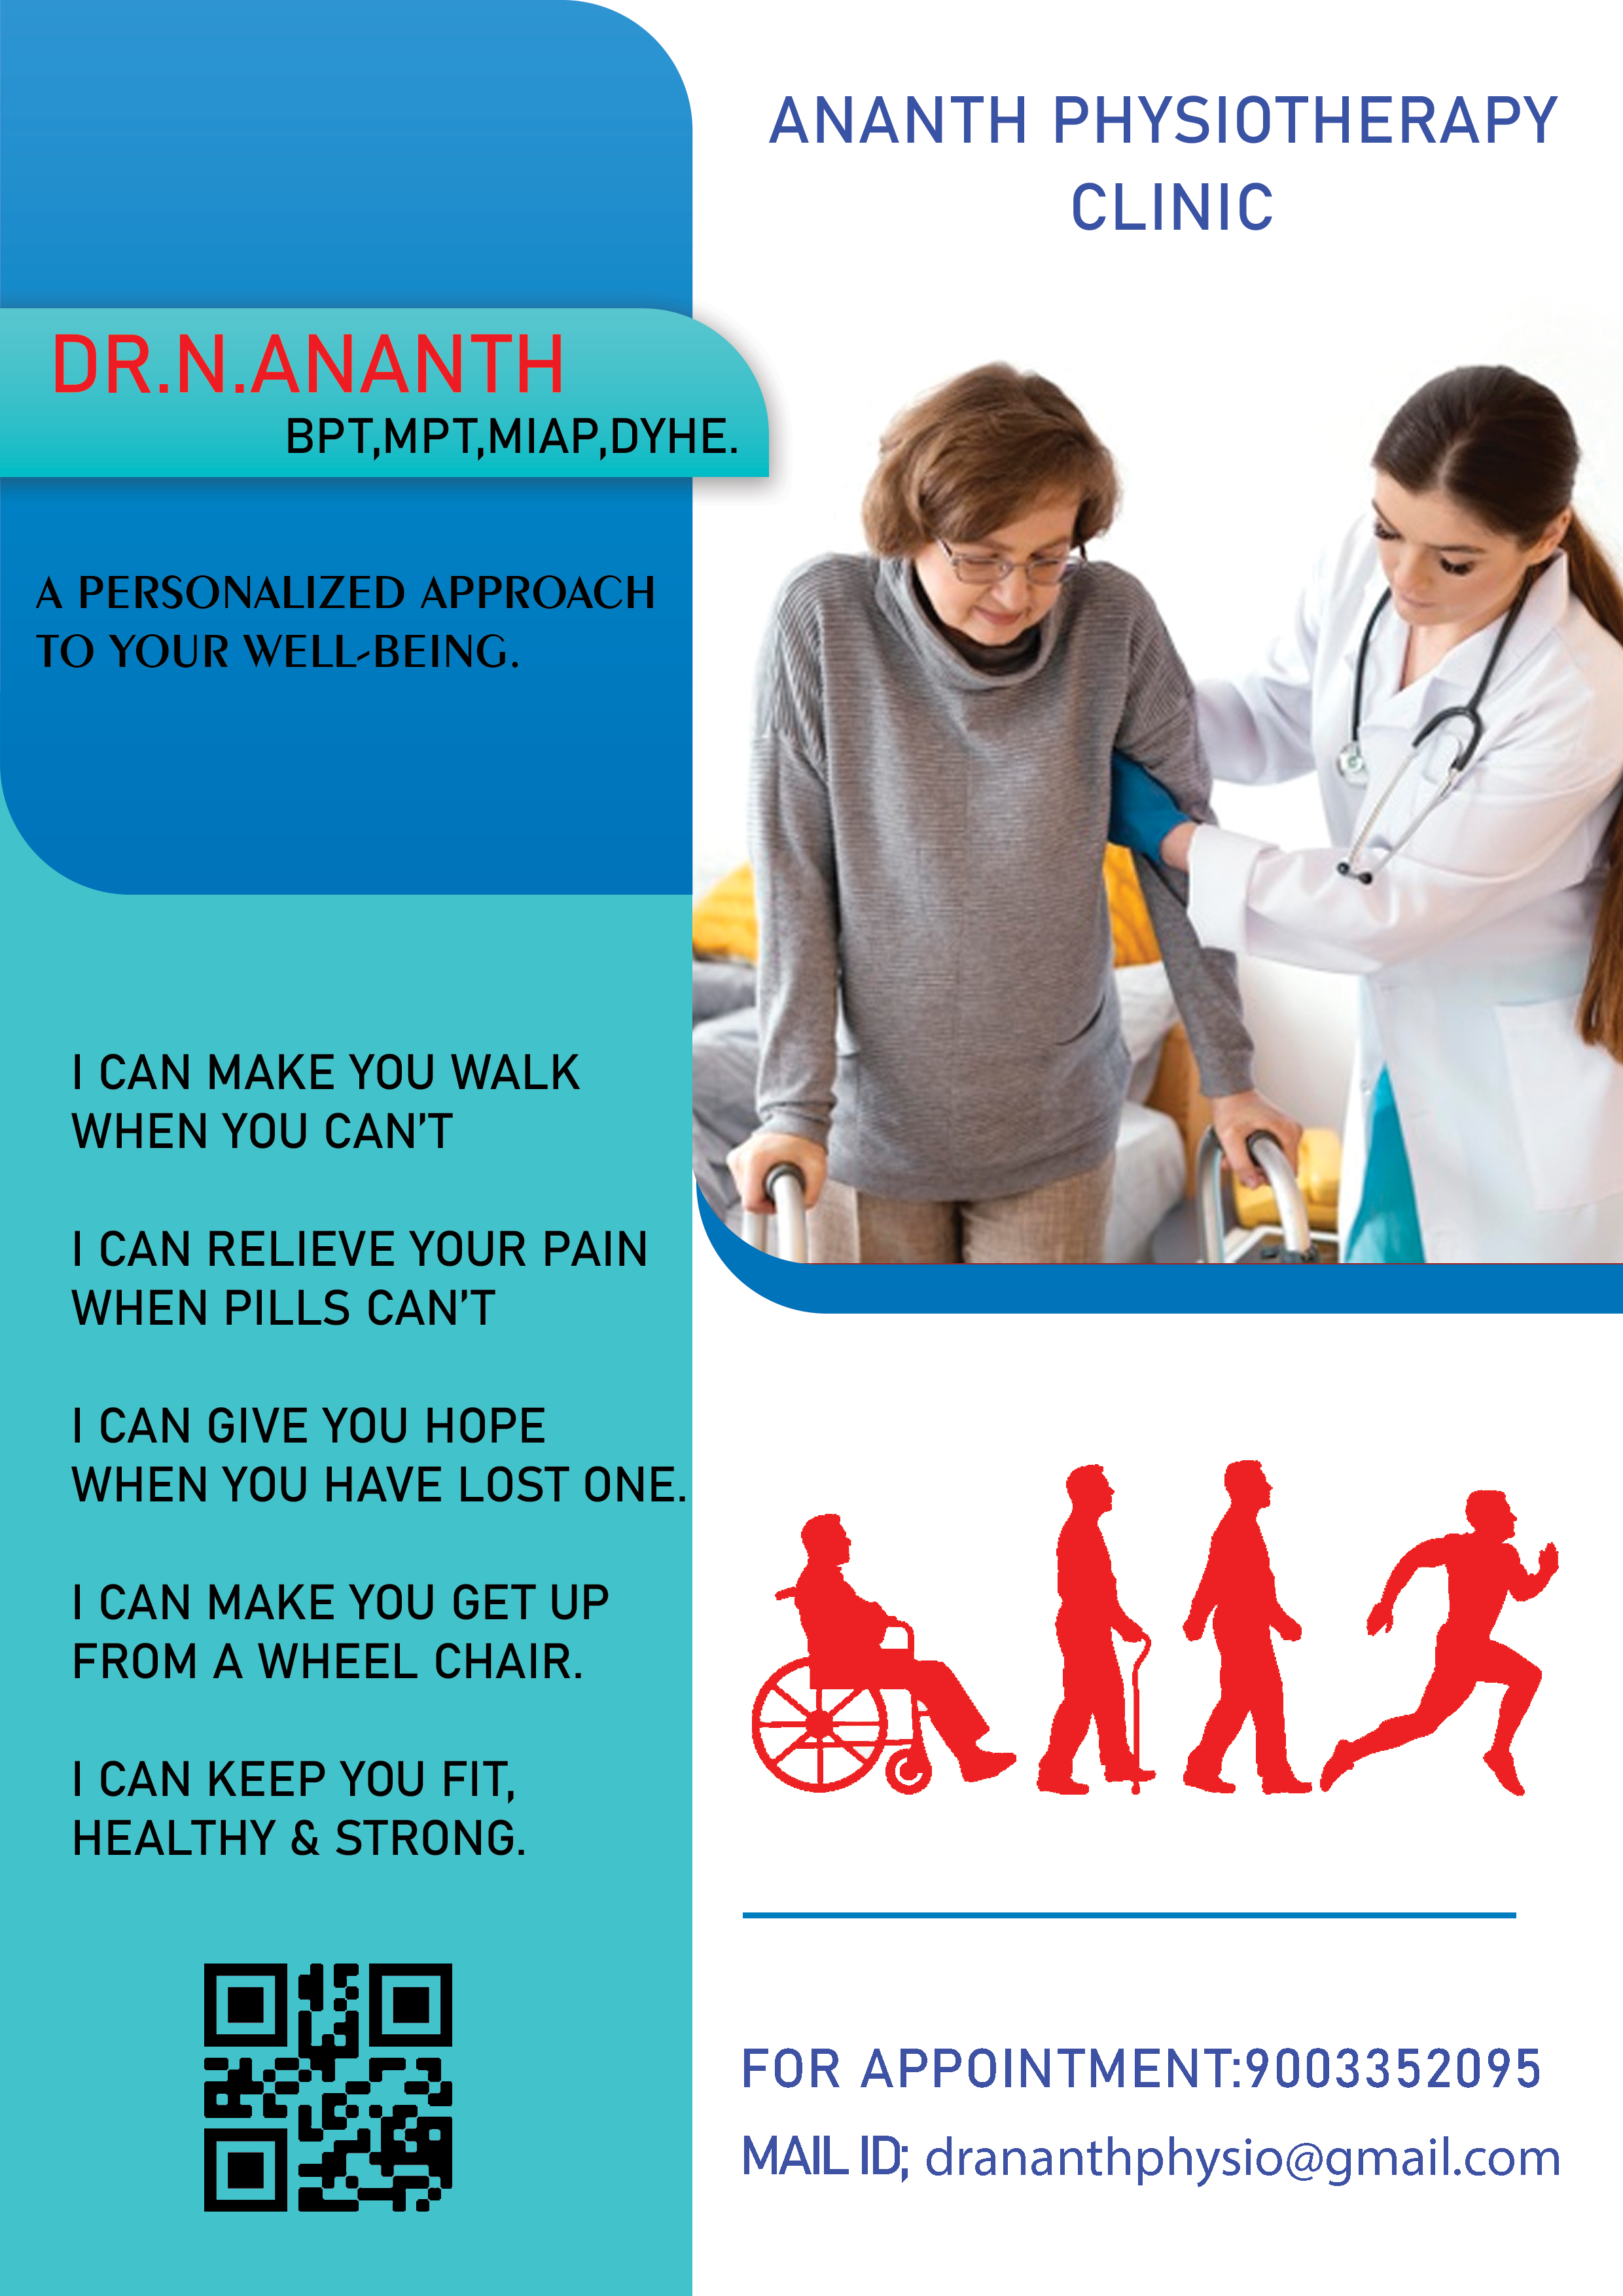 ANANTH PHYSIOTHERAPY
CLINIC
DR.N.ANANTH
BPT,MPT,MIAP,DYHE.
A PERSONALIZED APPROACH
TO YOUR WELL-BEING.
I CAN MAKE YOU WALK
WHEN YOU CAN'T
I CAN RELIEVE YOUR PAIN
WHEN PILLS CAN'T
I CAN GIVE YOU HOPE
WHEN YOU HAVE LOST ONE.
I CAN MAKE YOU GET UP
FROM A WHEEL CHAIR.
I CAN KEEP YOU FIT,
HEALTHY & STRONG.
FOR APPOINTMENT:9003352095
MAIL ID; drananthphysio@gmail.com